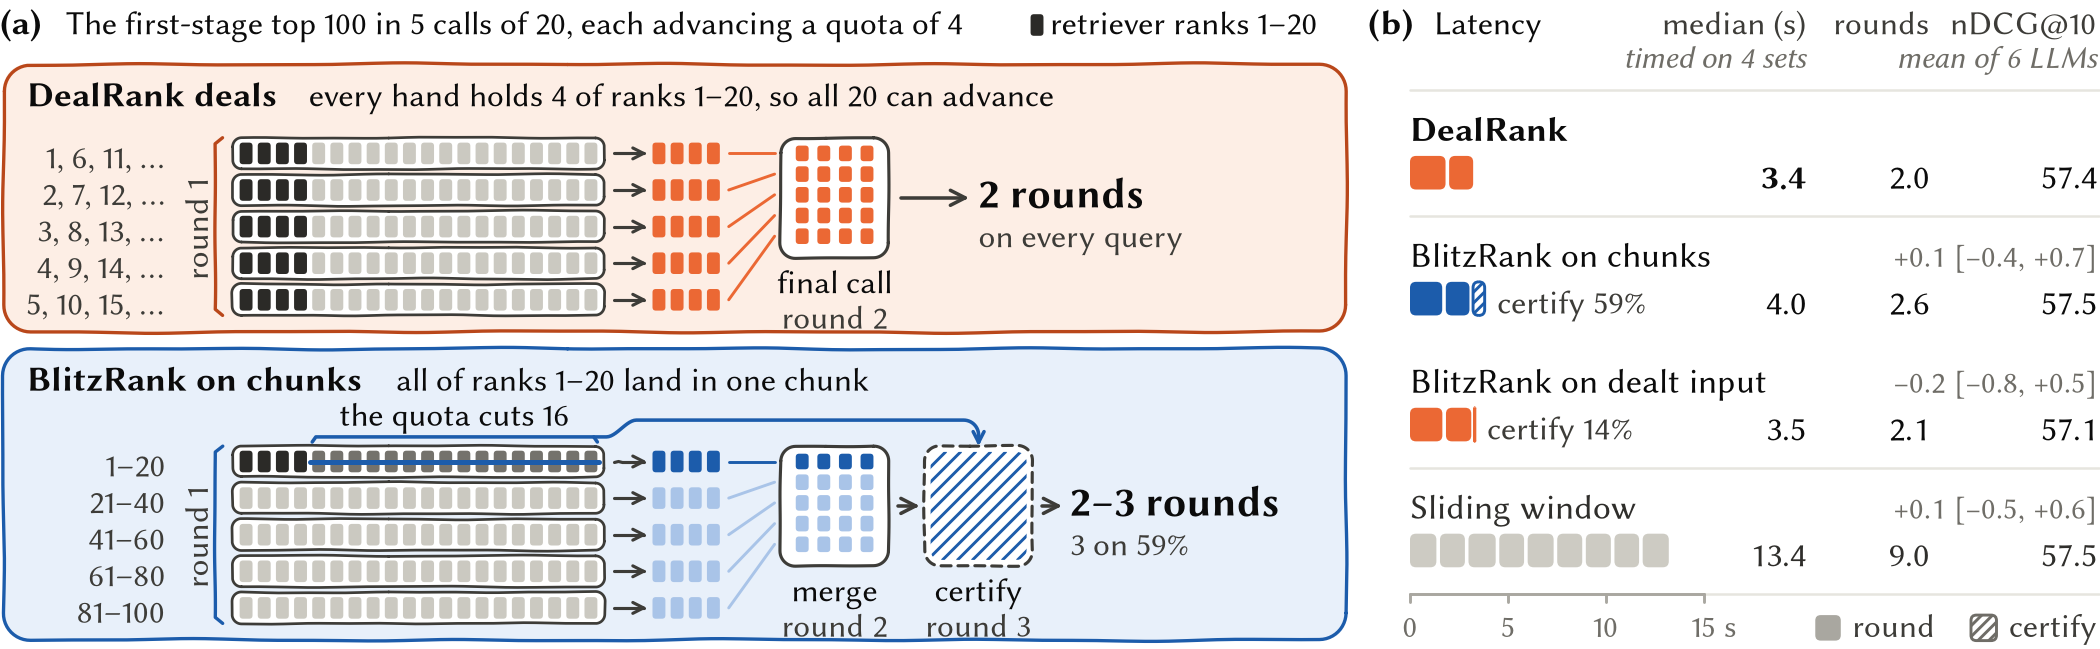 (a) The first-stage top 100 in 5 calls of 20, each advancing a quota of 4 retriever ranks 1–20
DealRank deals every hand holds 4 of ranks 1–20, so all 20 can advance
round 1
1, 6, 11, …
2, 7, 12, …
3, 8, 13, …
4, 9, 14, …
5, 10, 15, …
final call
round 2
2 rounds
on every query
BlitzRank on chunks all of ranks 1–20 land in one chunk
the quota cuts 16
round 1
1–20
21–40
41–60
61–80
81–100
merge
round 2
certify
round 3
2–3 rounds
3 on 59%
(b) Latency median (s) rounds nDCG@10
timed on 4 sets mean of 6 LLMs
DealRank
3.4 2.0 57.4
BlitzRank on chunks +0.1 [−0.4, +0.7]
certify 59% 4.0 2.6 57.5
BlitzRank on dealt input −0.2 [−0.8, +0.5]
certify 14% 3.5 2.1 57.1
Sliding window +0.1 [−0.5, +0.6]
13.4 9.0 57.5
0 5 10 15 s round certify